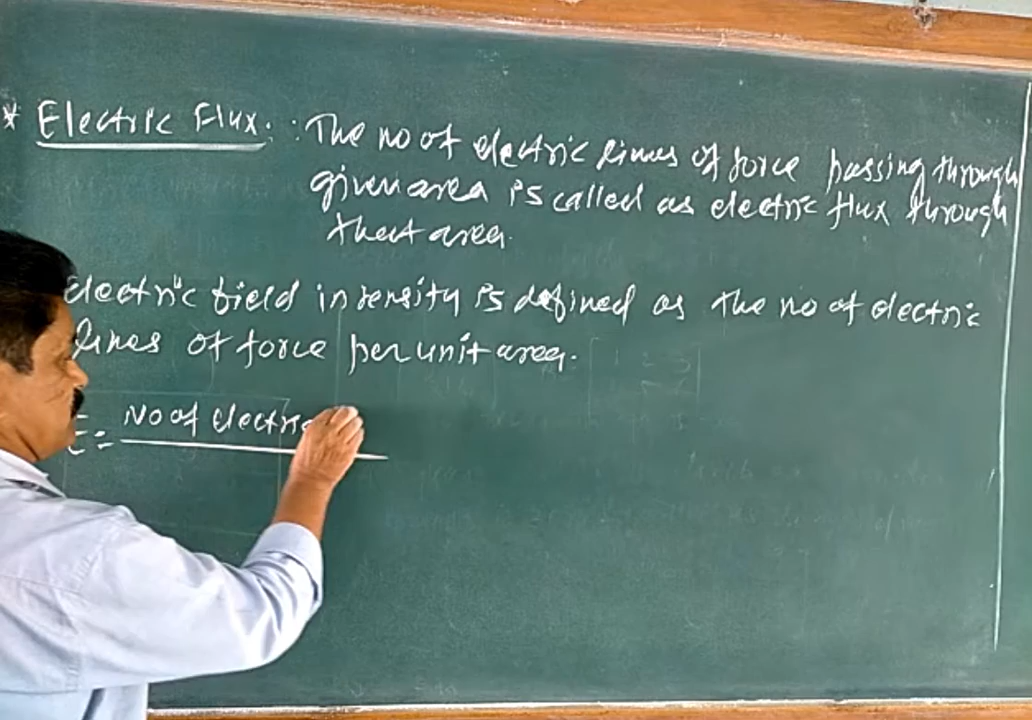 * Electric Flux. : The no of electric lines of force passing through
given area is called as electric flux through
that area.
Electric field intensity is defined as the no of electric
lines of force per unit area.
E = No of electric